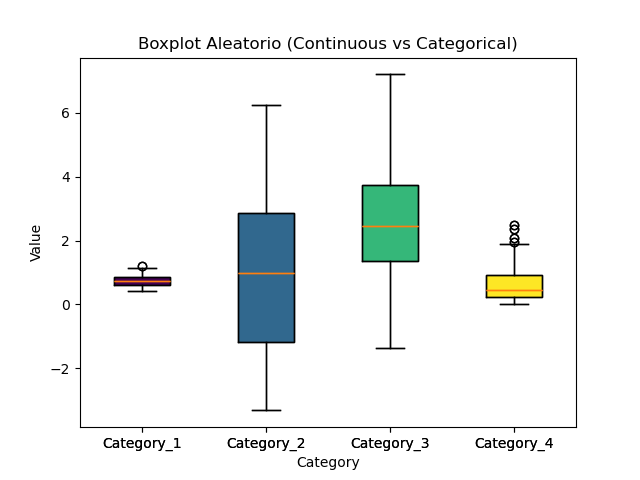 Boxplot Aleatorio (Continuous vs Categorical)
Value
6
4
2
0
−2
Category_1 Category_2 Category_3 Category_4
Category